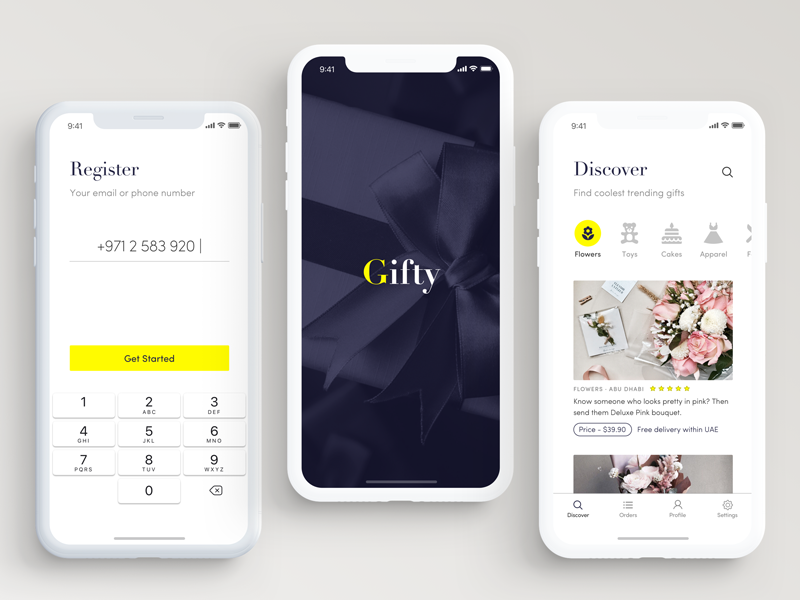 9:41
Register
Your email or phone number
+971 2 583 920
Get Started
1
2
ABC
3
DEF
4
GHI
5
JKL
6
MNO
7
PQRS
8
TUV
9
WXYZ
0
9:41
Gifty
9:41
Discover
Find coolest trending gifts
Flowers
Toys
Cakes
Apparel
F
FLOWERS · ABU DHABI
Know someone who looks pretty in pink? Then
send them Deluxe Pink bouquet.
Price - $39.90
Free delivery within UAE
Discover
Orders
Profile
Settings